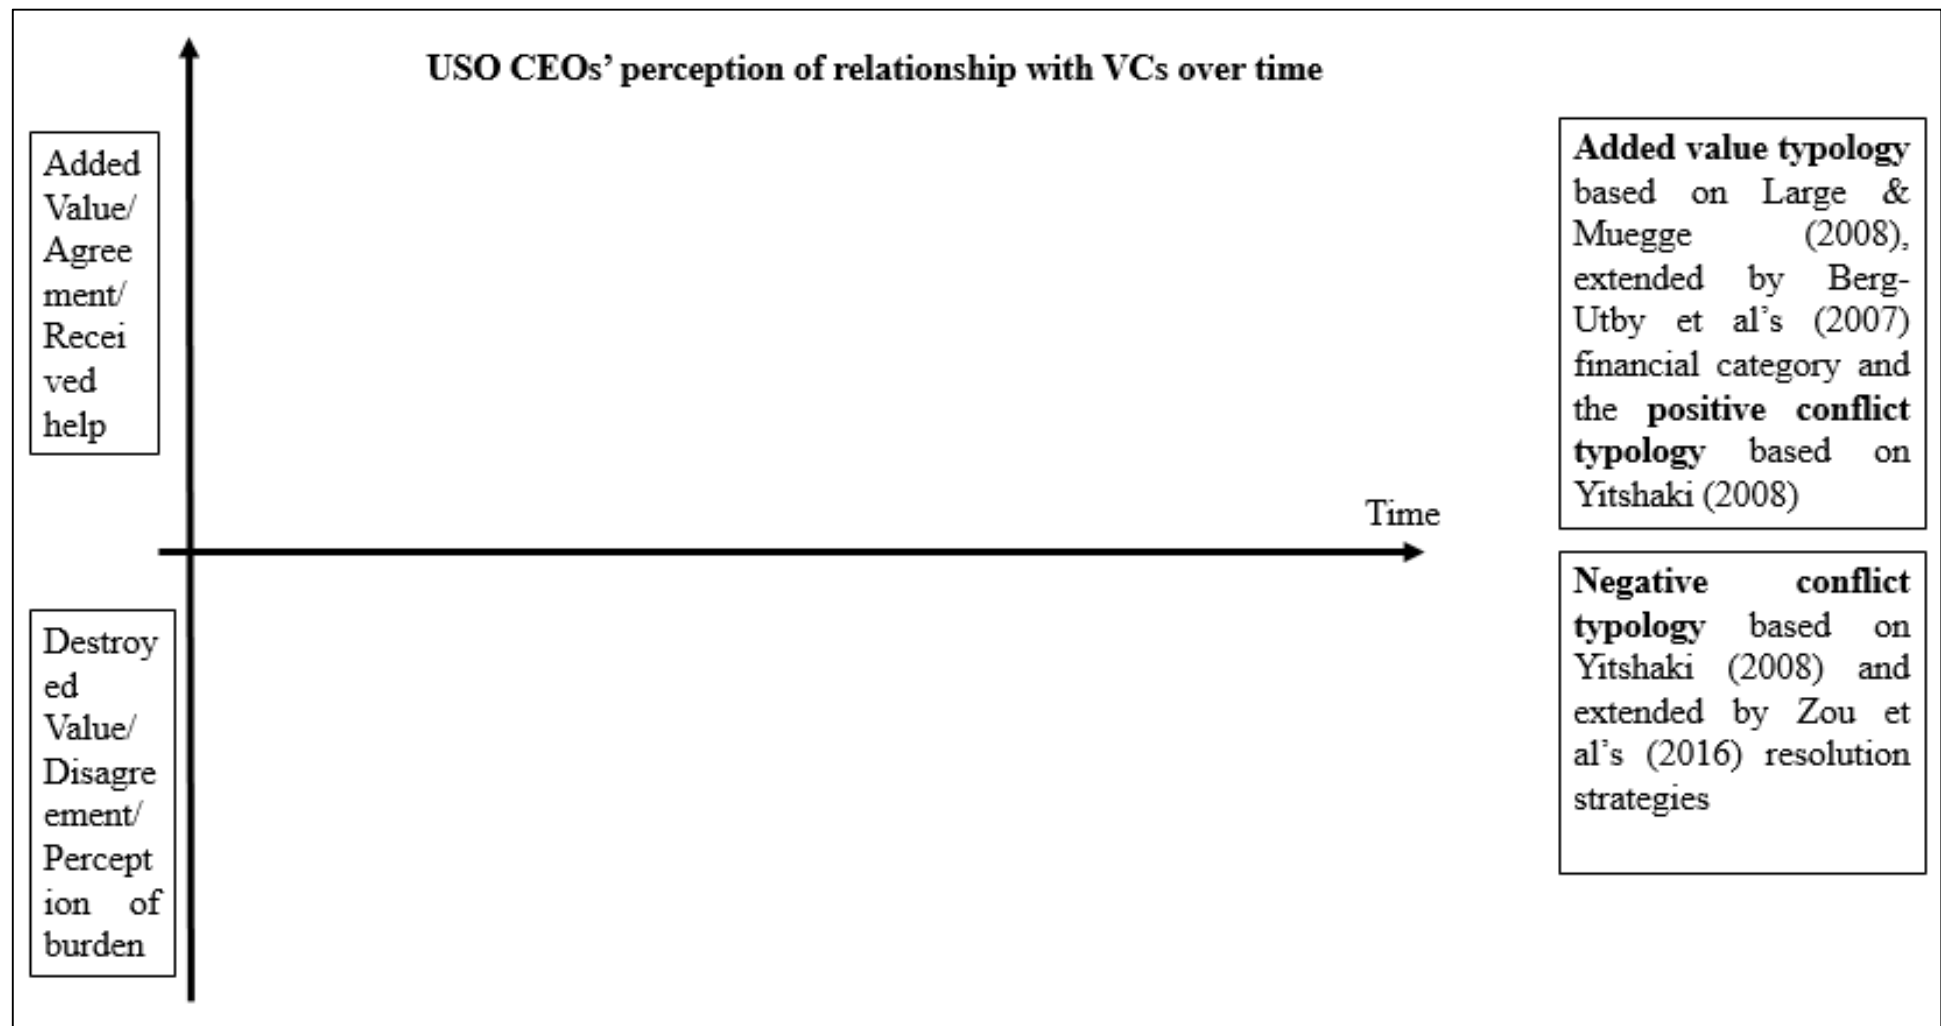 USO CEOs’ perception of relationship with VCs over time
Added
Value/
Agree
ment/
Recei
ved
help
Added value typology
based on Large &
Muegge (2008),
extended by Berg-
Utby et al’s (2007)
financial category and
the positive conflict
typology based on
Yitshaki (2008)
Time
Destroy
ed
Value/
Disagre
ement/
Percept
ion of
burden
Negative conflict
typology based on
Yitshaki (2008) and
extended by Zou et
al’s (2016) resolution
strategies